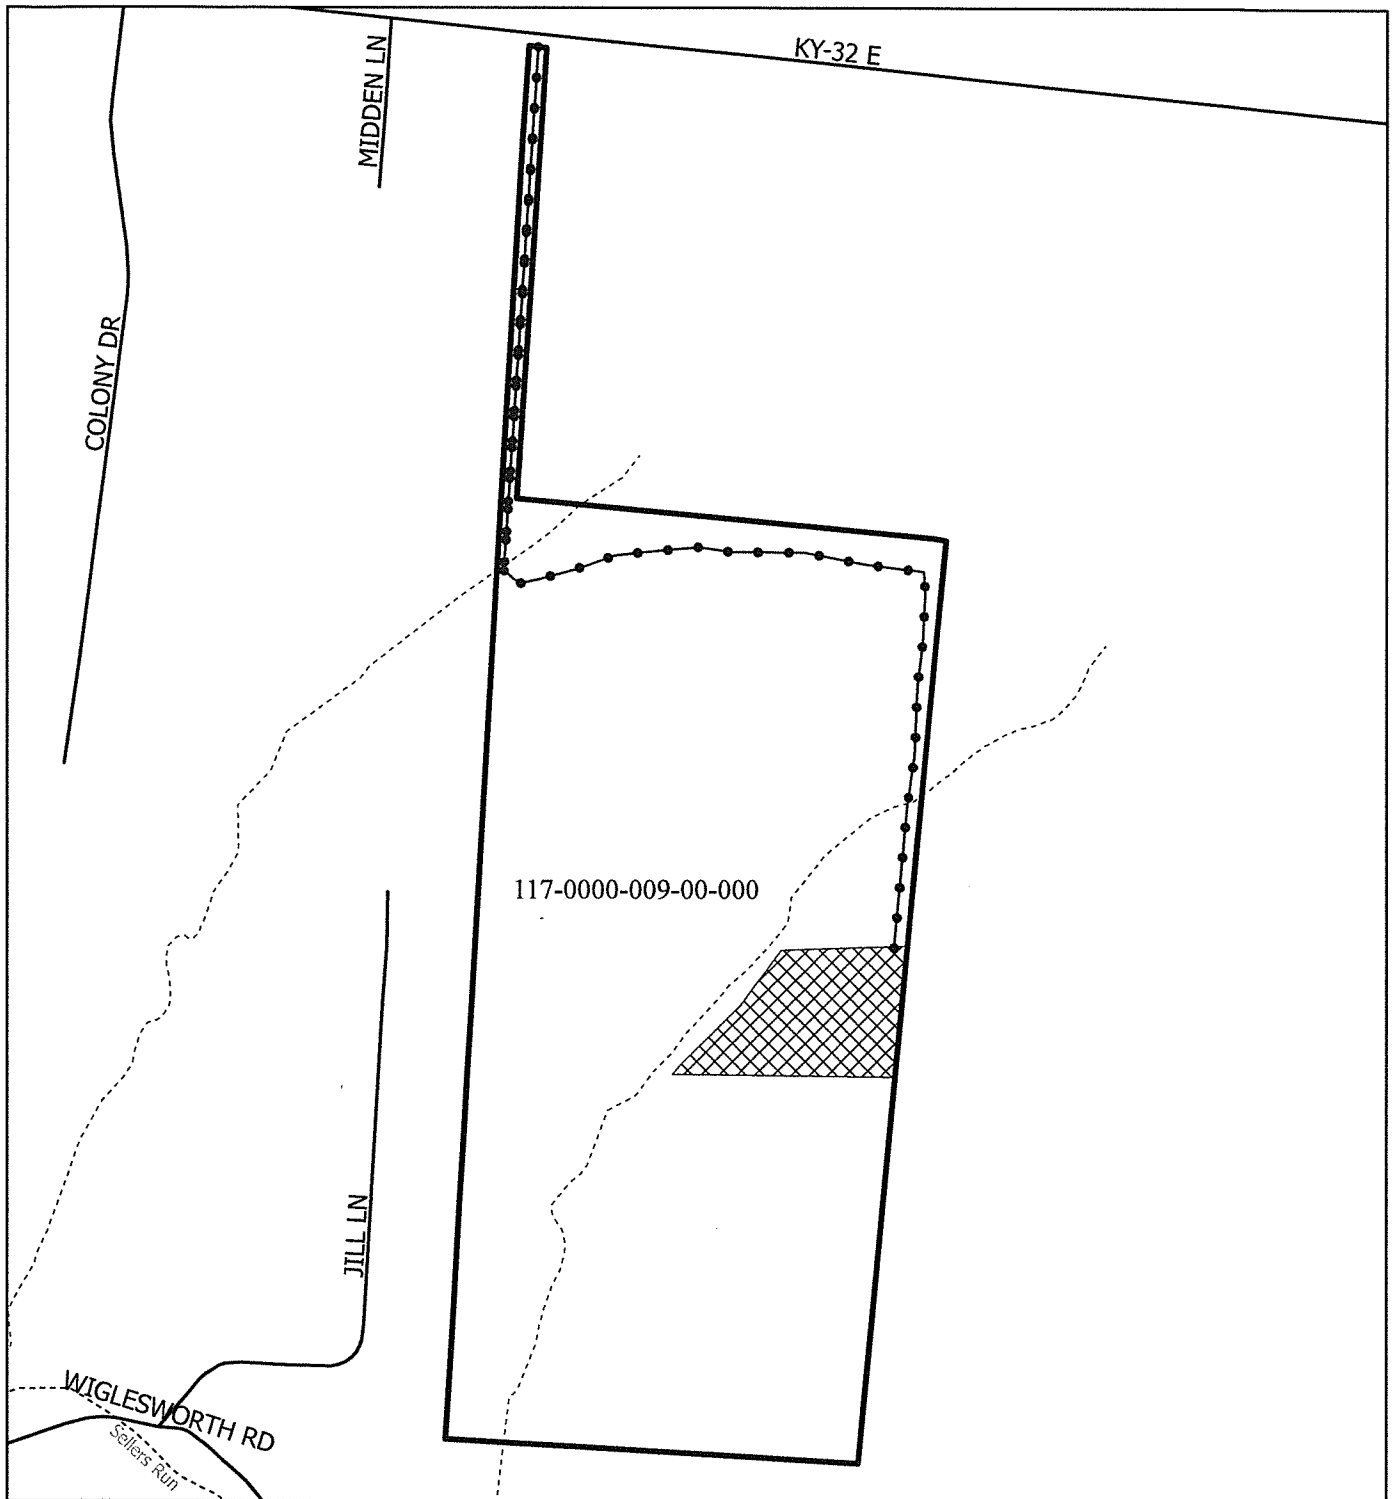 KY-32 E
MIDDEN LN
COLONY DR
117-0000-009-00-000
JILL LN
WIGLESWORTH RD
Sellers Run